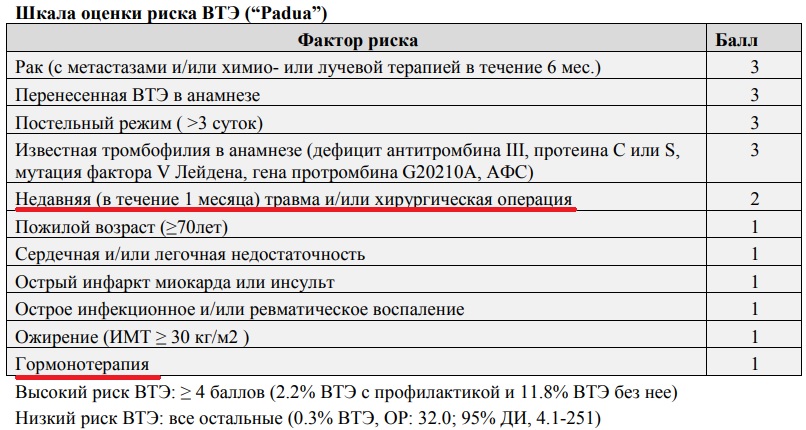 Шкала оценки риска ВТЭ (“Padua”)
Фактор риска Балл
Рак (с метастазами и/или химио- или лучевой терапией в течение 6 мес.) 3
Перенесенная ВТЭ в анамнезе 3
Постельный режим ( >3 суток) 3
Известная тромбофилия в анамнезе (дефицит антитромбина III, протеина С или S, 3
мутация фактора V Лейдена, гена протромбина G20210A, АФС)
Недавняя (в течение 1 месяца) травма и/или хирургическая операция 2
Пожилой возраст (≥70лет) 1
Сердечная и/или легочная недостаточность 1
Острый инфаркт миокарда или инсульт 1
Острое инфекционное и/или ревматическое воспаление 1
Ожирение (ИМТ ≥ 30 кг/м2 ) 1
Гормонотерапия 1
Высокий риск ВТЭ: ≥ 4 баллов (2.2% ВТЭ с профилактикой и 11.8% ВТЭ без нее)
Низкий риск ВТЭ: все остальные (0.3% ВТЭ, ОР: 32.0; 95% ДИ, 4.1-251)